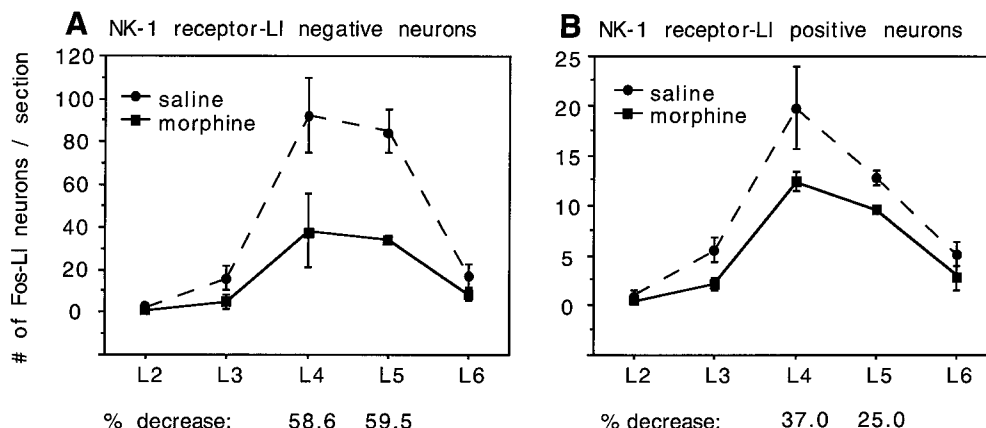 A NK-1 receptor-LI negative neurons
# of Fos-LI neurons / section
120
100
80
60
40
20
0
saline
morphine
L2 L3 L4 L5 L6
% decrease: 58.6 59.5
B NK-1 receptor-LI positive neurons
25
20
15
10
5
0
saline
morphine
L2 L3 L4 L5 L6
% decrease: 37.0 25.0